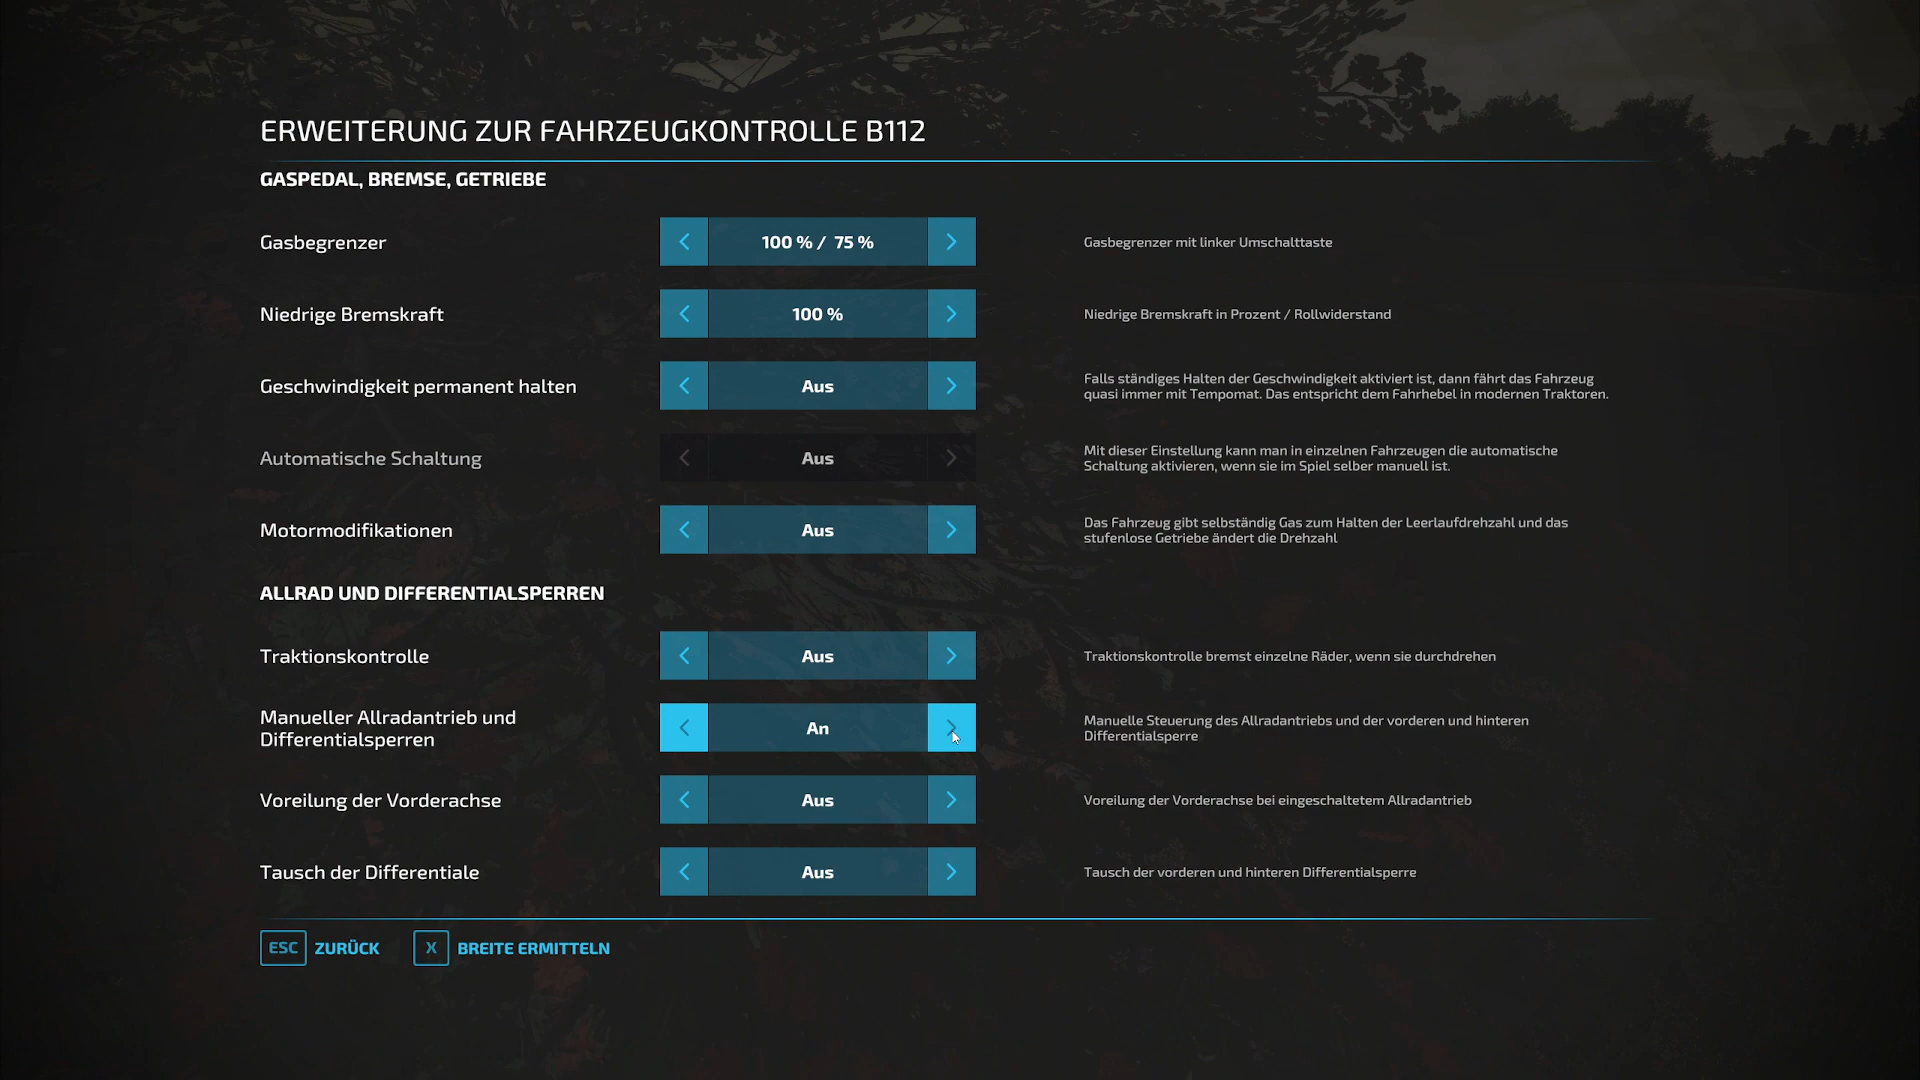 ERWEITERUNG ZUR FAHRZEUGKONTROLLE B112
GASPEDAL, BREMSE, GETRIEBE
Gasbegrenzer
100 % / 75 %
Gasbegrenzer mit linker Umschalttaste
Niedrige Bremskraft
100 %
Niedrige Bremskraft in Prozent / Rollwiderstand
Geschwindigkeit permanent halten
Aus
Falls ständiges Halten der Geschwindigkeit aktiviert ist, dann fährt das Fahrzeug
quasi immer mit Tempomat. Das entspricht dem Fahrhebel in modernen Traktoren.
Automatische Schaltung
Aus
Mit dieser Einstellung kann man in einzelnen Fahrzeugen die automatische
Schaltung aktivieren, wenn sie im Spiel selber manuell ist.
Motormodifikationen
Aus
Das Fahrzeug gibt selbständig Gas zum Halten der Leerlaufdrehzahl und das
stufenlose Getriebe ändert die Drehzahl
ALLRAD UND DIFFERENTIALSPERREN
Traktionskontrolle
Aus
Traktionskontrolle bremst einzelne Räder, wenn sie durchdrehen
Manueller Allradantrieb und
Differentialsperren
An
Manuelle Steuerung des Allradantriebs und der vorderen und hinteren
Differentialsperre
Voreilung der Vorderachse
Aus
Voreilung der Vorderachse bei eingeschaltetem Allradantrieb
Tausch der Differentiale
Aus
Tausch der vorderen und hinteren Differentialsperre
ESC ZURÜCK X BREITE ERMITTELN